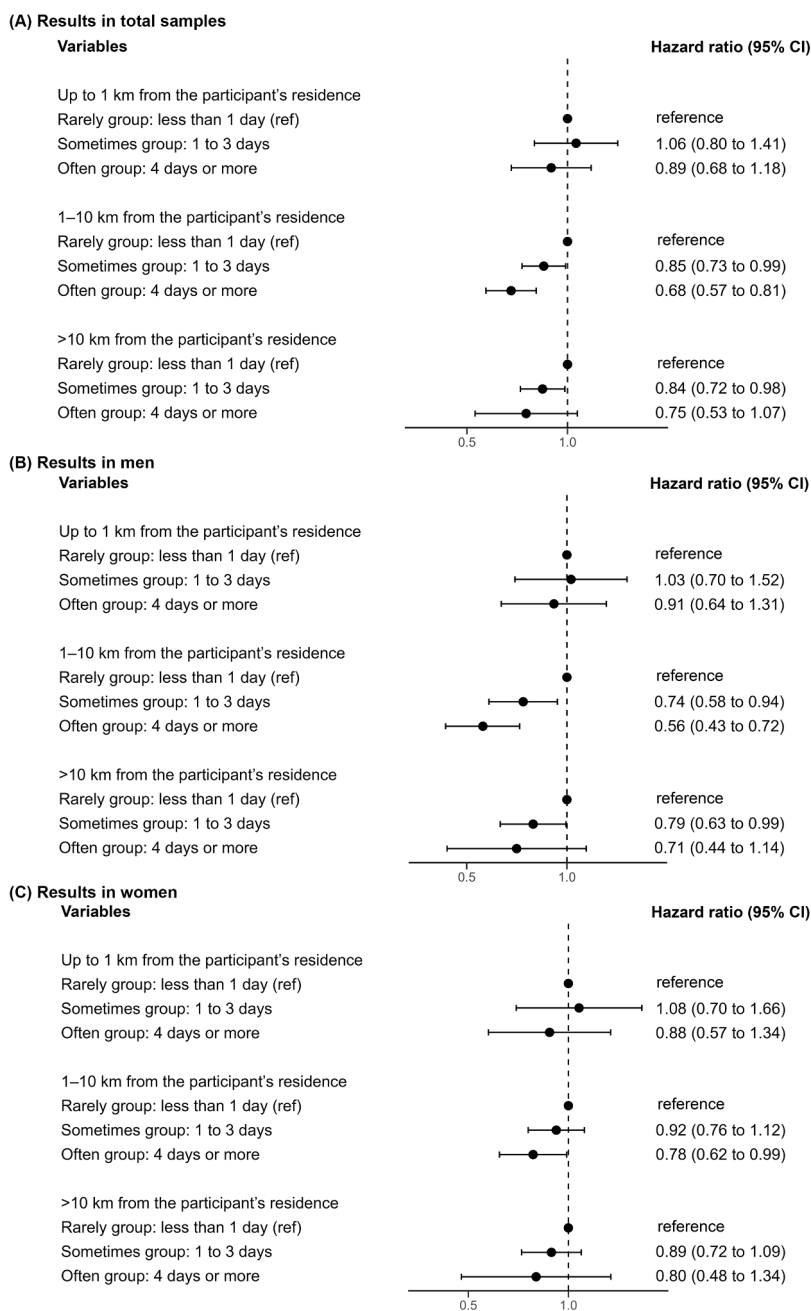 (A) Results in total samples
Variables Hazard ratio (95% CI)
Up to 1 km from the participant's residence
Rarely group: less than 1 day (ref) reference
Sometimes group: 1 to 3 days 1.06 (0.80 to 1.41)
Often group: 4 days or more 0.89 (0.68 to 1.18)
1–10 km from the participant's residence
Rarely group: less than 1 day (ref) reference
Sometimes group: 1 to 3 days 0.85 (0.73 to 0.99)
Often group: 4 days or more 0.68 (0.57 to 0.81)
>10 km from the participant's residence
Rarely group: less than 1 day (ref) reference
Sometimes group: 1 to 3 days 0.84 (0.72 to 0.98)
Often group: 4 days or more 0.75 (0.53 to 1.07)
0.5 1.0
(B) Results in men
Variables Hazard ratio (95% CI)
Up to 1 km from the participant's residence
Rarely group: less than 1 day (ref) reference
Sometimes group: 1 to 3 days 1.03 (0.70 to 1.52)
Often group: 4 days or more 0.91 (0.64 to 1.31)
1–10 km from the participant's residence
Rarely group: less than 1 day (ref) reference
Sometimes group: 1 to 3 days 0.74 (0.58 to 0.94)
Often group: 4 days or more 0.56 (0.43 to 0.72)
>10 km from the participant's residence
Rarely group: less than 1 day (ref) reference
Sometimes group: 1 to 3 days 0.79 (0.63 to 0.99)
Often group: 4 days or more 0.71 (0.44 to 1.14)
0.5 1.0
(C) Results in women
Variables Hazard ratio (95% CI)
Up to 1 km from the participant's residence
Rarely group: less than 1 day (ref) reference
Sometimes group: 1 to 3 days 1.08 (0.70 to 1.66)
Often group: 4 days or more 0.88 (0.57 to 1.34)
1–10 km from the participant's residence
Rarely group: less than 1 day (ref) reference
Sometimes group: 1 to 3 days 0.92 (0.76 to 1.12)
Often group: 4 days or more 0.78 (0.62 to 0.99)
>10 km from the participant's residence
Rarely group: less than 1 day (ref) reference
Sometimes group: 1 to 3 days 0.89 (0.72 to 1.09)
Often group: 4 days or more 0.80 (0.48 to 1.34)
0.5 1.0